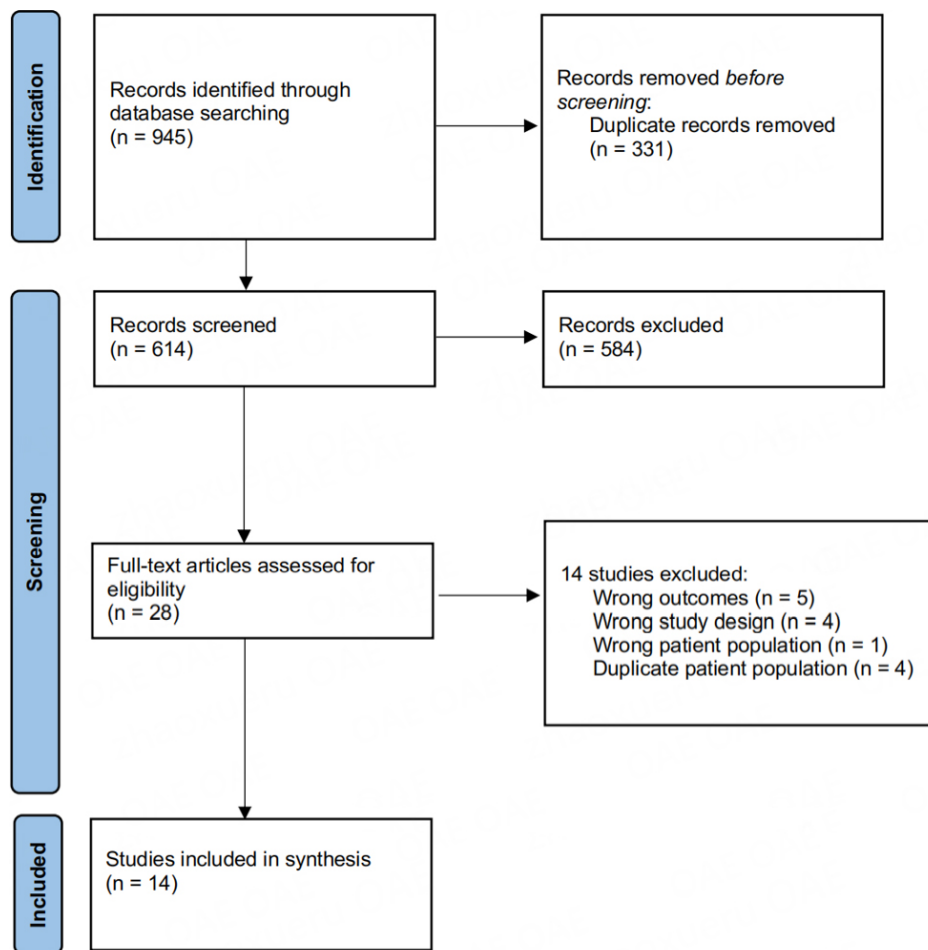 Identification
Records identified through
database searching
(n = 945)
Records removed before
screening:
Duplicate records removed
(n = 331)
Screening
Records screened
(n = 614)
Records excluded
(n = 584)
Full-text articles assessed for
eligibility
(n = 28)
14 studies excluded:
Wrong outcomes (n = 5)
Wrong study design (n = 4)
Wrong patient population (n = 1)
Duplicate patient population (n = 4)
Included
Studies included in synthesis
(n = 14)